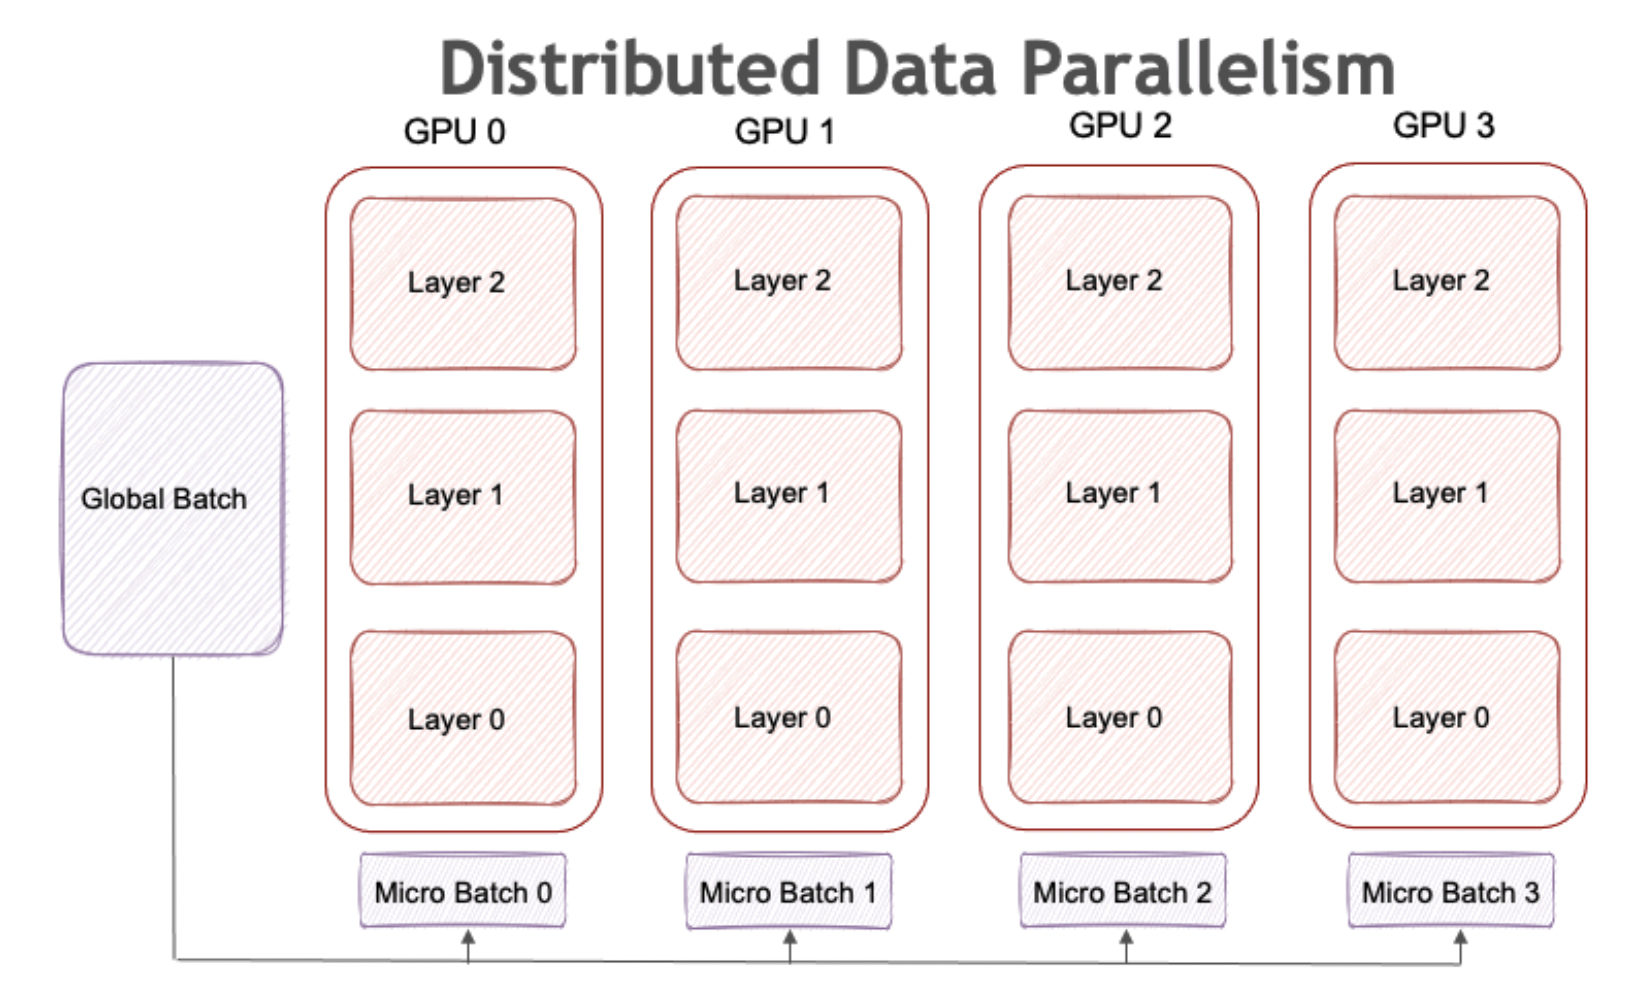 Distributed Data Parallelism
GPU 0
GPU 1
GPU 2
GPU 3
Layer 2
Layer 2
Layer 2
Layer 2
Global Batch
Layer 1
Layer 1
Layer 1
Layer 1
Layer 0
Layer 0
Layer 0
Layer 0
Micro Batch 0
Micro Batch 1
Micro Batch 2
Micro Batch 3